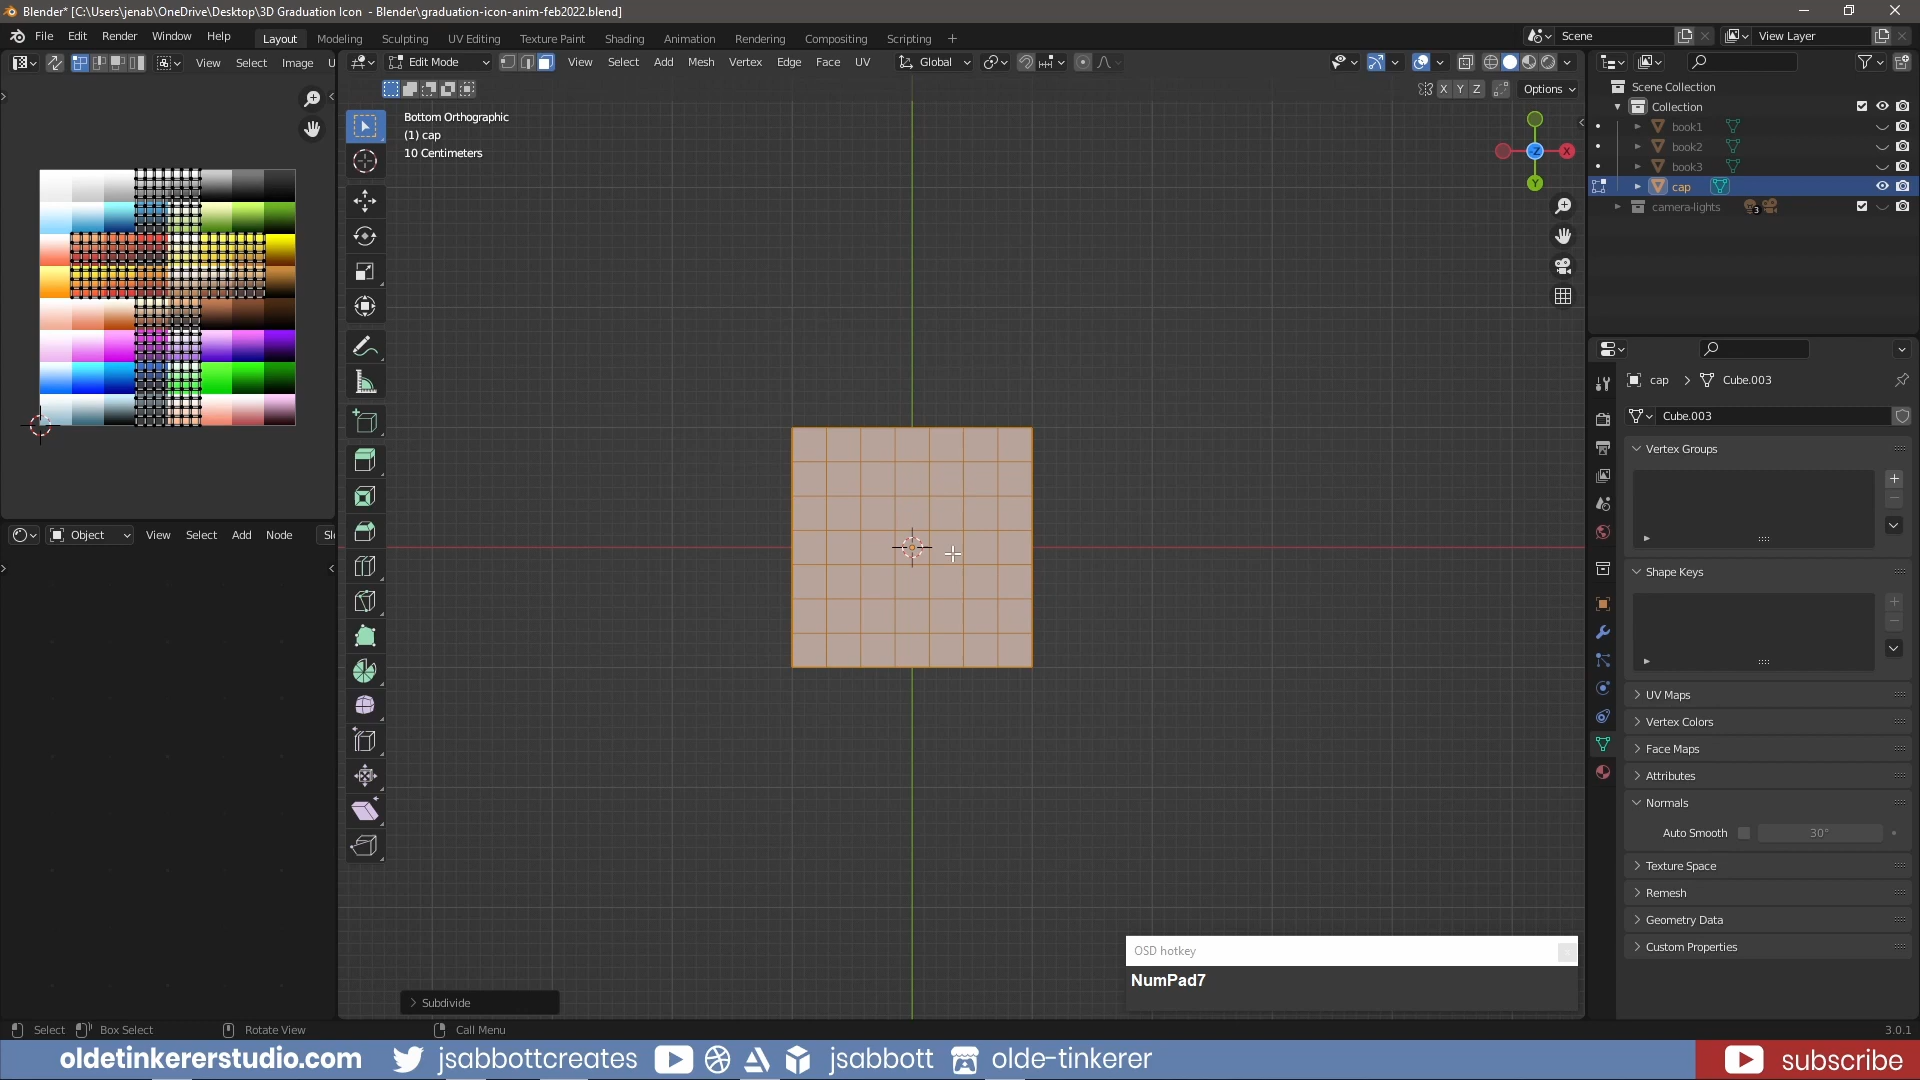 Blender* [C:\Users\jenab\OneDrive\Desktop\3D Graduation Icon - Blender\graduation-icon-anim-feb2022.blend]
File Edit Render Window Help Layout Modeling Sculpting UV Editing Texture Paint Shading Animation Rendering Compositing Scripting + Scene View Layer
View Select Image U Edit Mode View Select Add Mesh Vertex Edge Face UV Global
X Y Z Options
Bottom Orthographic
(1) cap
10 Centimeters
-Z X
Y
Scene Collection
Collection
book1
book2
book3
cap
camera-lights 3
cap > Cube.003
Cube.003
Vertex Groups
Shape Keys
UV Maps
Vertex Colors
Face Maps
Attributes
Normals
Auto Smooth 30°
Texture Space
Remesh
Geometry Data
Custom Properties
Object View Select Add Node
OSD hotkey
NumPad7
Subdivide
Select Box Select Rotate View Call Menu 3.0.1
oldetinkererstudio.com jsabbottcreates jsabbott olde-tinkerer subscribe